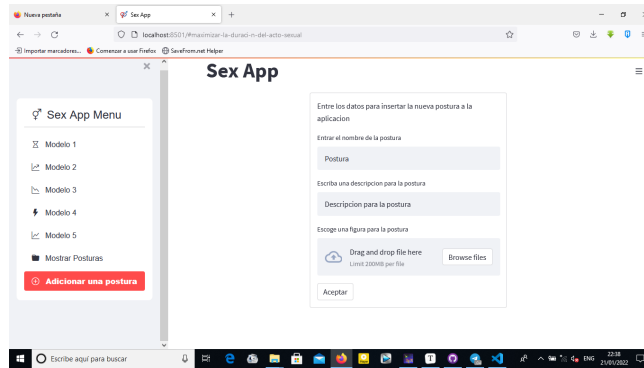 Nueva pestaña
Sex App
localhost:8501/#maximizar-la-duraci-n-del-acto-sexual
Importar marcadores...
Comenzar a usar Firefox
SaveFrom.net Helper
Sex App
Sex App Menu
Modelo 1
Modelo 2
Modelo 3
Modelo 4
Modelo 5
Mostrar Posturas
Adicionar una postura
Entre los datos para insertar la nueva postura a la
aplicacion
Entrar el nombre de la postura
Postura
Escriba una descripcion para la postura
Descripcion para la postura
Escoge una figura para la postura
Drag and drop file here
Limit 200MB per file
Browse files
Aceptar
Escribe aquí para buscar
ENG
22:38
21/01/2022